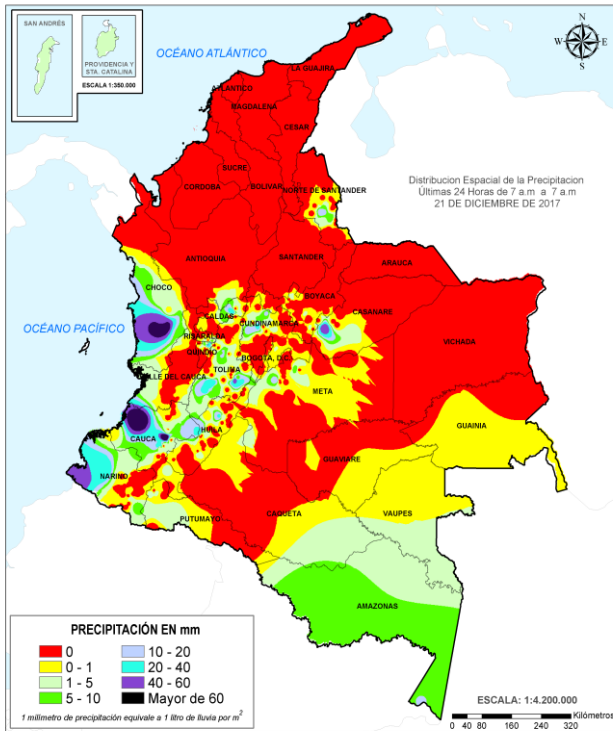 SAN ANDRÉS
PROVIDENCIA Y
STA. CATALINA
ESCALA 1:350.000
OCÉANO ATLÁNTICO
N
W E
S
LA GUAJIRA
ATLANTICO
MAGDALENA
CESAR
SUCRE
CORDOBA
BOLIVAR
NORTE DE SANTANDER
Distribucion Espacial de la Precipitacion
Últimas 24 Horas de 7 a.m a 7 a.m
21 DE DICIEMBRE DE 2017
ANTIOQUIA
SANTANDER
ARAUCA
CHOCO
BOYACA
CASANARE
OCÉANO PACÍFICO
CALDAS
CUNDINAMARCA
RISARALDA
VICHADA
QUINDIO
BOGOTA, D.C.
TOLIMA
VALLE DEL CAUCA
META
GUAINIA
CAUCA
HUILA
GUAVIARE
NARIÑO
VAUPES
PUTUMAYO
CAQUETA
AMAZONAS
PRECIPITACIÓN EN mm
0
0 - 1
1 - 5
5 - 10
10 - 20
20 - 40
40 - 60
Mayor de 60
1 milímetro de precipitación equivale a 1 litro de lluvia por m2
ESCALA: 1:4.200.000
Kilómetros
0 40 80 160 240 320